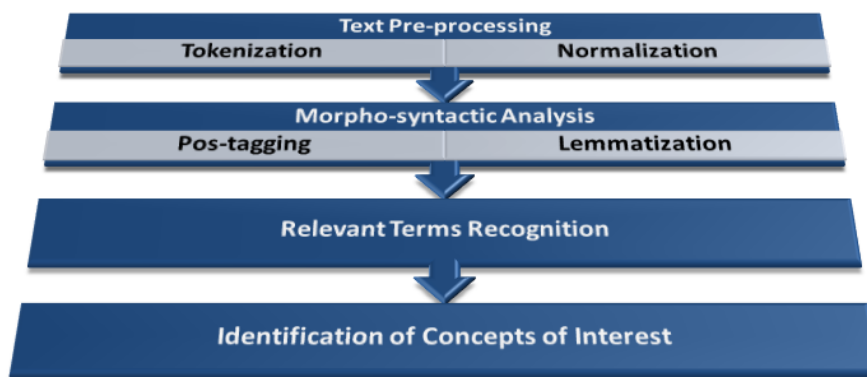 Text Pre-processing
Tokenization Normalization
Morpho-syntactic Analysis
Pos-tagging Lemmatization
Relevant Terms Recognition
Identification of Concepts of Interest